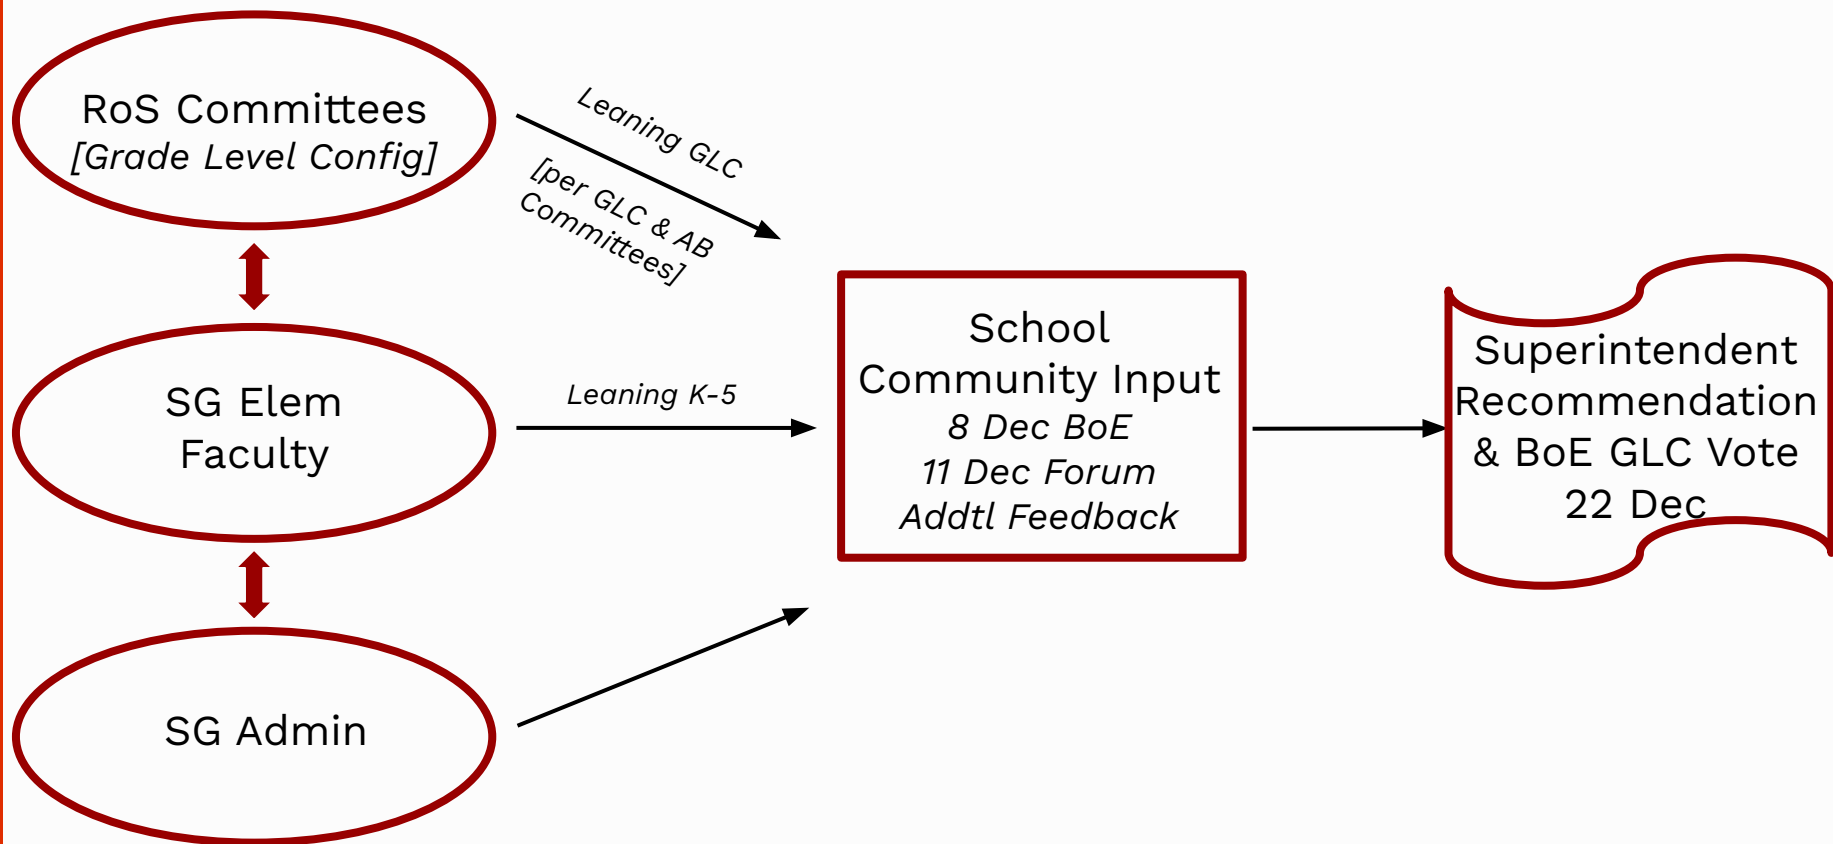 RoS Committees
[Grade Level Config]
Leaning GLC
[per GLC & AB
Committees]
SG Elem
Faculty
Leaning K-5
SG Admin
School
Community Input
8 Dec BoE
11 Dec Forum
Addtl Feedback
Superintendent
Recommendation
& BoE GLC Vote
22 Dec